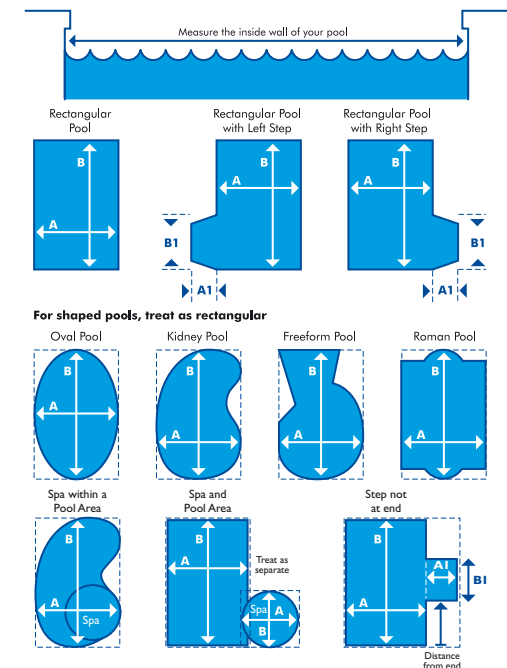 Measure the inside wall of your pool
Rectangular
Pool
Rectangular Pool
with Left Step
Rectangular Pool
with Right Step
B
A
B
A
B1
A1
B
A
B1
A1
For shaped pools, treat as rectangular
Oval Pool
Kidney Pool
Freeform Pool
Roman Pool
B
A
B
A
B
A
B
A
Spa within a
Pool Area
Spa and
Pool Area
Step not
at end
B
A
Spa
B
A
Treat as
separate
Spa
A
B
B
A
A1
B1
Distance
from end